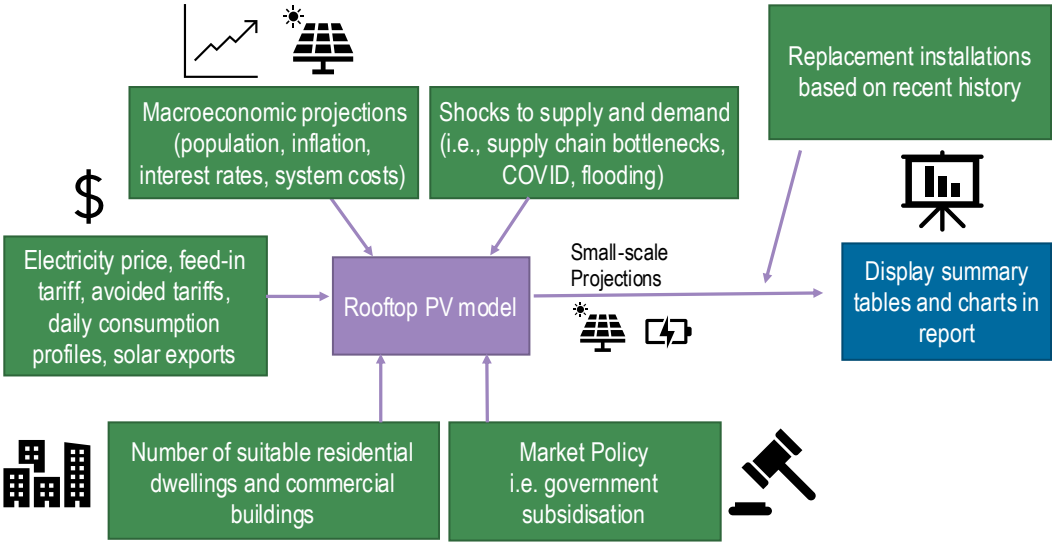 Replacement installations
based on recent history
Macroeconomic projections
(population, inflation,
interest rates, system costs)
Shocks to supply and demand
(i.e., supply chain bottlenecks,
COVID, flooding)
$
Electricity price, feed-in
tariff, avoided tariffs,
daily consumption
profiles, solar exports
Rooftop PV model
Small-scale
Projections
Display summary
tables and charts in
report
Number of suitable residential
dwellings and commercial
buildings
Market Policy
i.e. government
subsidisation